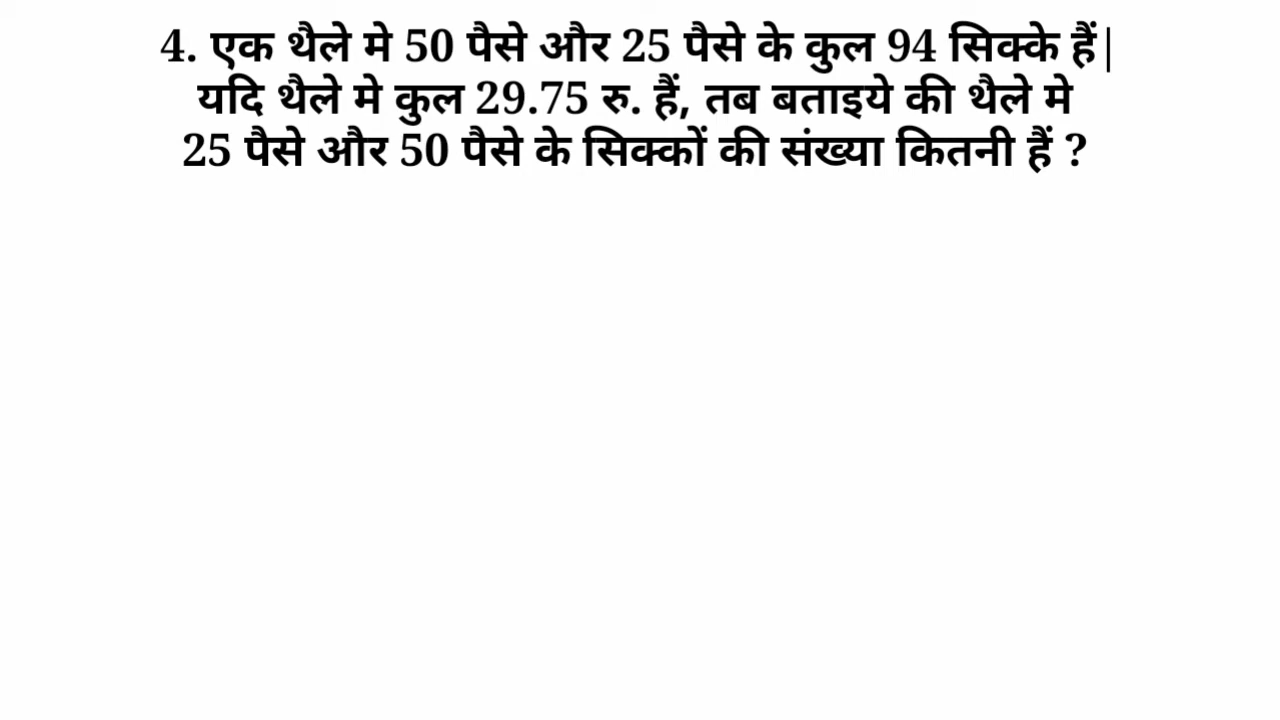 4. एक थैले मे 50 पैसे और 25 पैसे के कुल 94 सिक्के हैं|
यदि थैले मे कुल 29.75 रु. हैं, तब बताइये की थैले मे
25 पैसे और 50 पैसे के सिक्कों की संख्या कितनी हैं ?